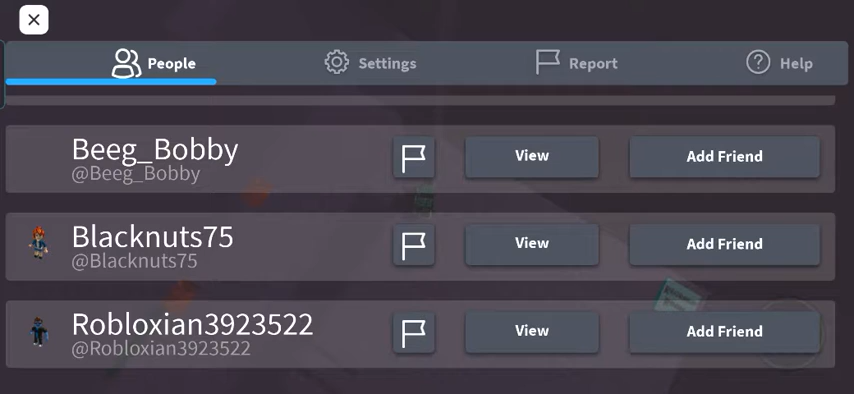 People Settings Report Help
Beeg_Bobby
@Beeg_Bobby
View Add Friend
Blacknuts75
@Blacknuts75
View Add Friend
Robloxian3923522
@Robloxian3923522
View Add Friend